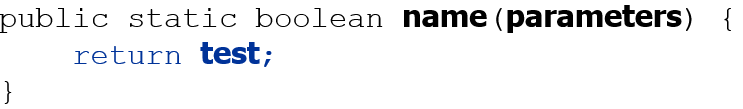 public static boolean name(parameters) {
return test;
}